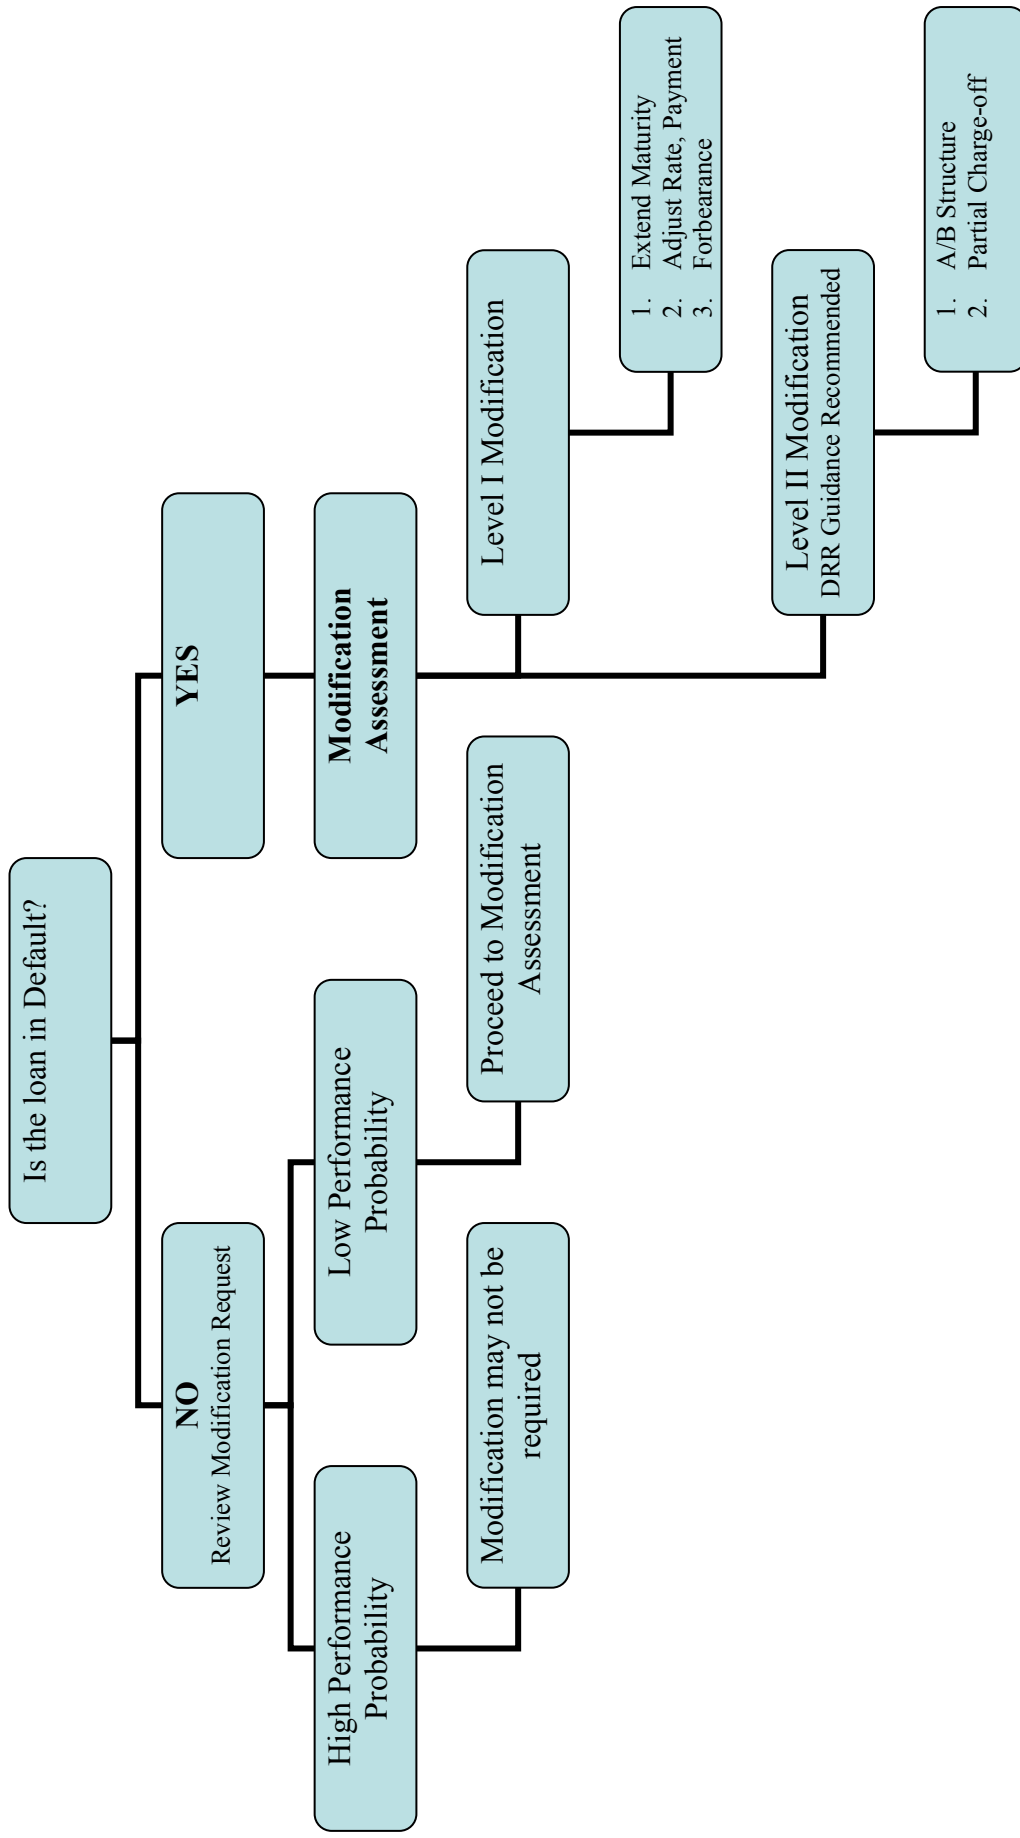 Is the loan in Default?
NO
Review Modification Request
YES
High Performance
Probability
Low Performance
Probability
Modification
Assessment
Modification may not be
required
Proceed to Modification
Assessment
Level I Modification
1. Extend Maturity
2. Adjust Rate, Payment
3. Forbearance
Level II Modification
DRR Guidance Recommended
1. A/B Structure
2. Partial Charge-off